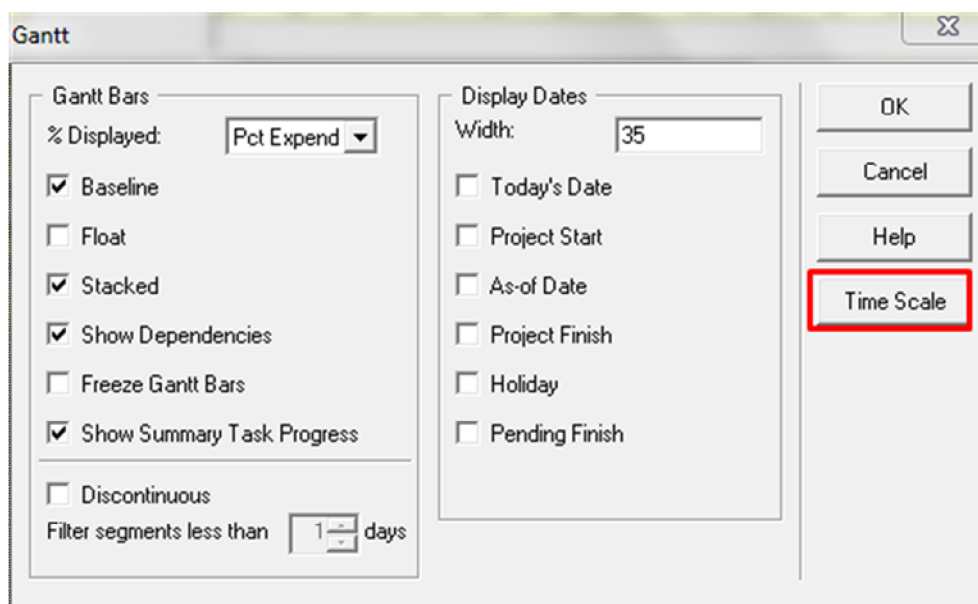 Gantt
Gantt Bars
% Displayed: Pct Expend
Baseline
Float
Stacked
Show Dependencies
Freeze Gantt Bars
Show Summary Task Progress
Discontinuous
Filter segments less than 1 days
Display Dates
Width: 35
Today's Date
Project Start
As-of Date
Project Finish
Holiday
Pending Finish
OK
Cancel
Help
Time Scale